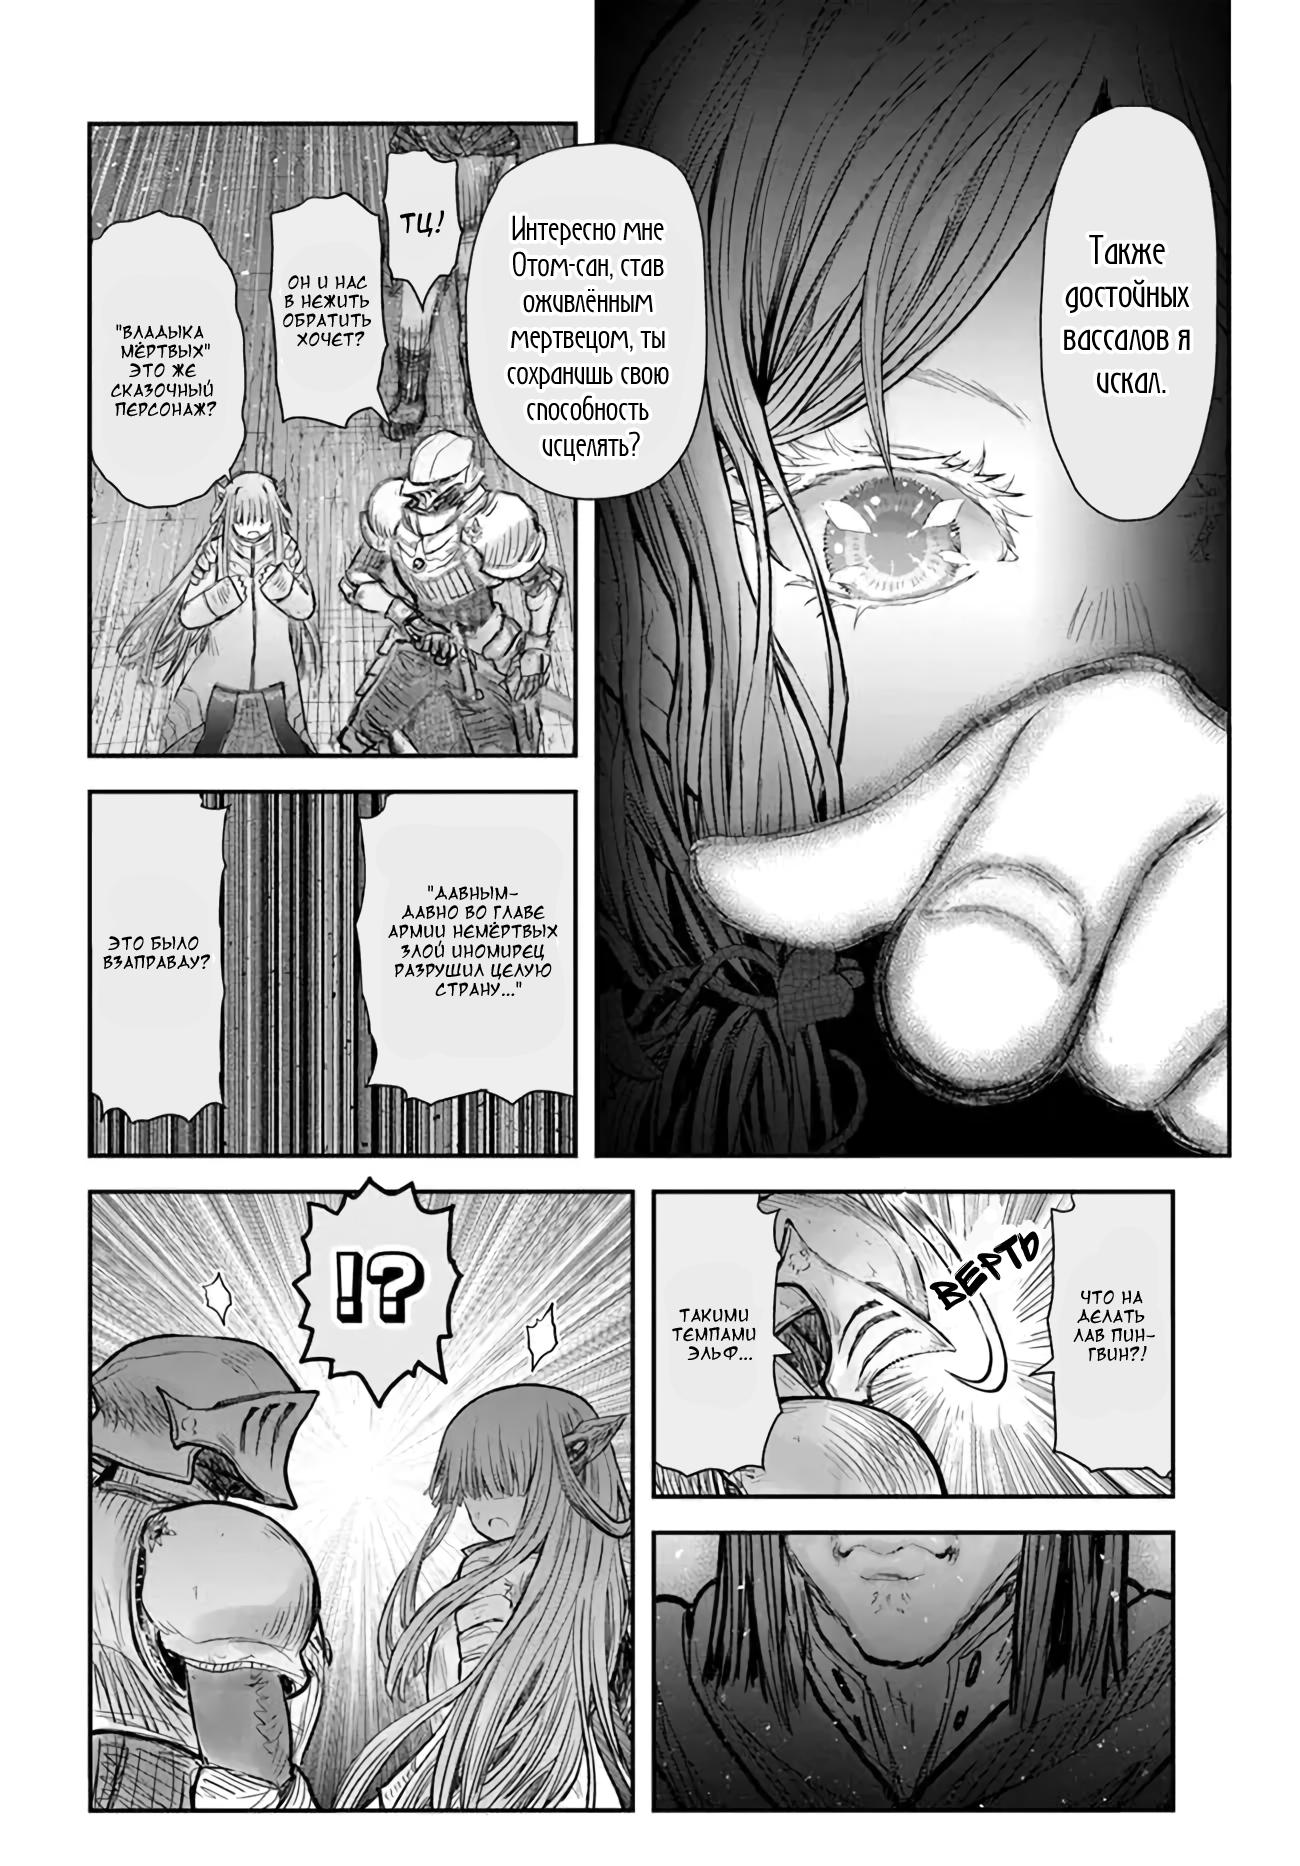 Также
достойных
вассалов я
искал.
Интересно мне
Отом-сан, став
оживлённым
мертвецом, ты
сохранишь свою
способность
исцелять?
ТЦ!
ОН И НАС
В НЕЖИТЬ
ОБРАТИТЬ
ХОЧЕТ?
"ВЛАДЫКА
МЁРТВЫХ"
ЭТО ЖЕ
СКАЗОЧНЫЙ
ПЕРСОНАЖ?
"ДАВНЫМ-
ДАВНО ВО ГЛАВЕ
АРМИИ НЕМЁРТВЫХ
ЗЛОЙ ИНОМИРЕЦ
РАЗРУШИЛ ЦЕЛУЮ
СТРАНУ..."
ЭТО БЫЛО
ВЗАПРАВДУ?
ЧТО НА
ДЕЛАТЬ
ЛАВ ПИН-
ГВИН?!
ВЕРТЬ
ТАКИМИ
ТЕМПАМИ
ЭЛЬФ...
!?